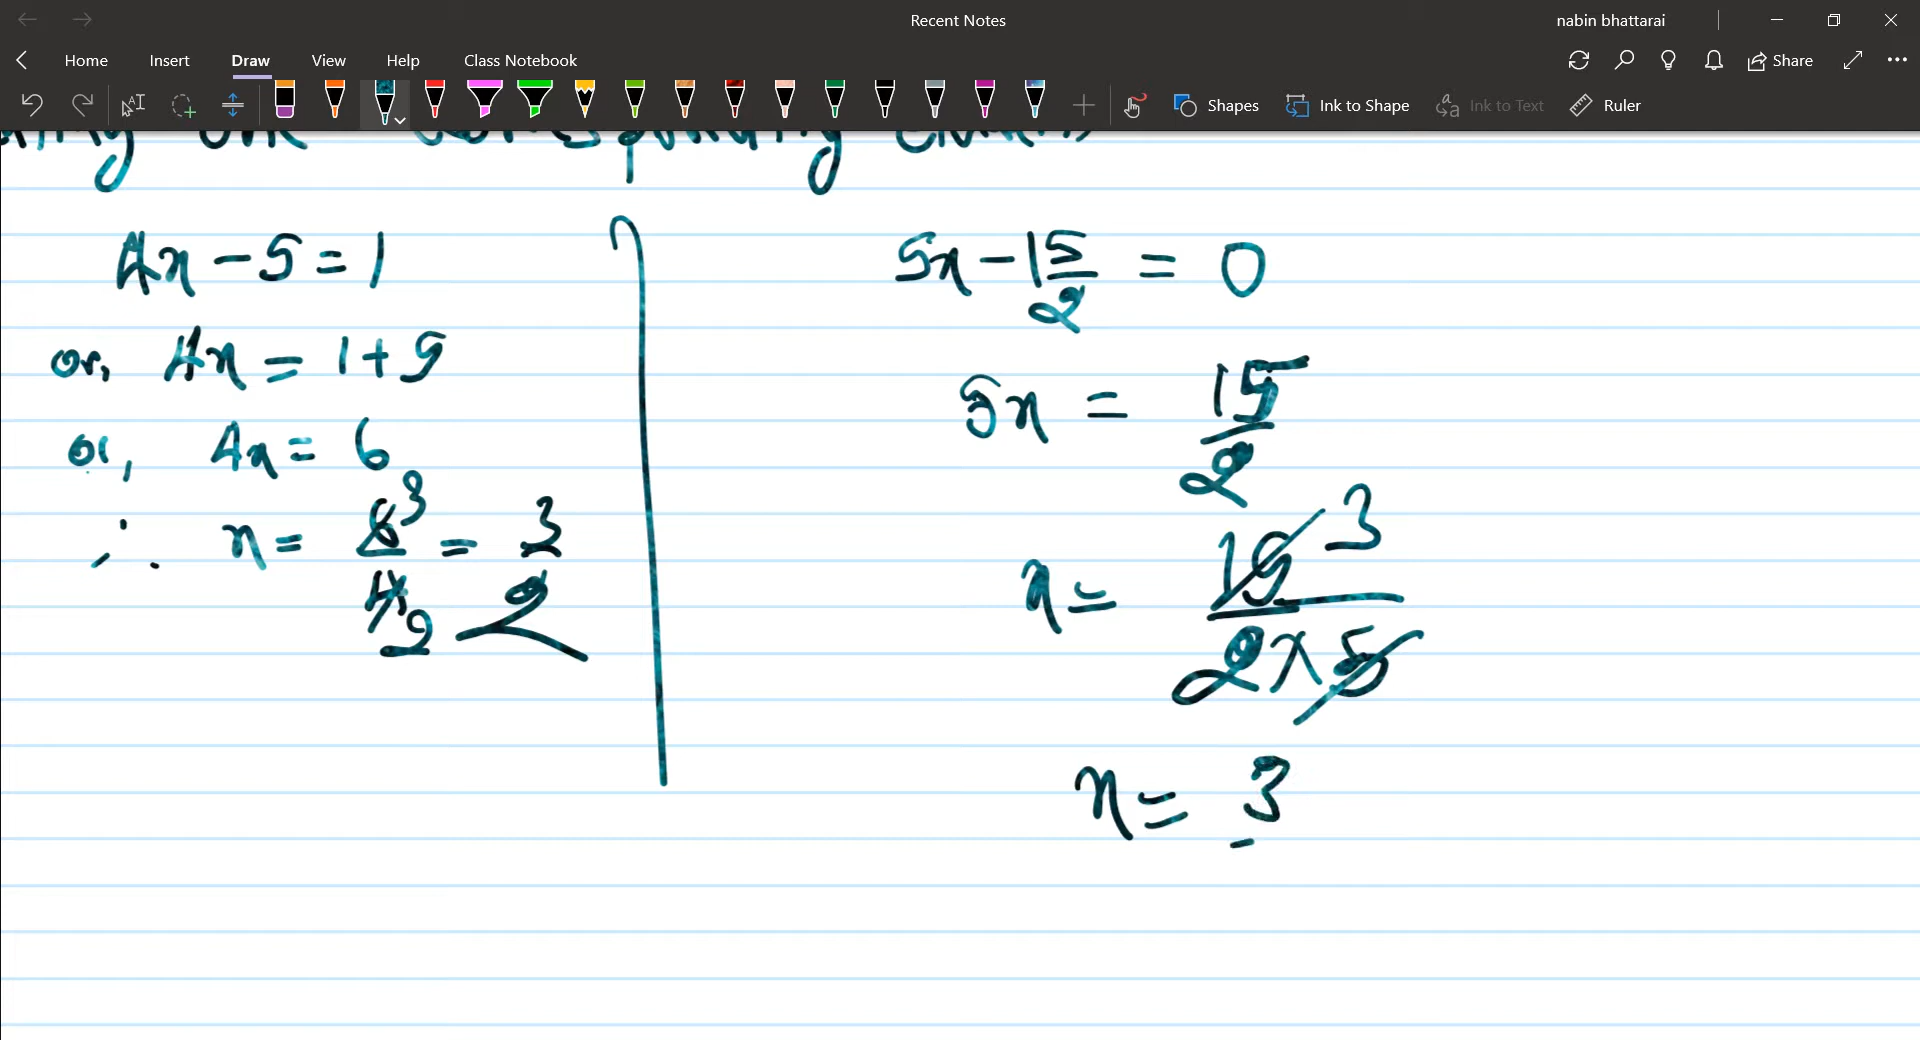 Recent Notes
nabin bhattarai
Home Insert Draw View Help Class Notebook
Share
Shapes Ink to Shape Ink to Text Ruler
4x - 5 = 1
or, 4x = 1 + 5
or, 4x = 6
∴ x = 6/4 3/2 = 3/2
5x - 15/2 = 0
5x = 15/2
x = 15/2×5 3
x = 3